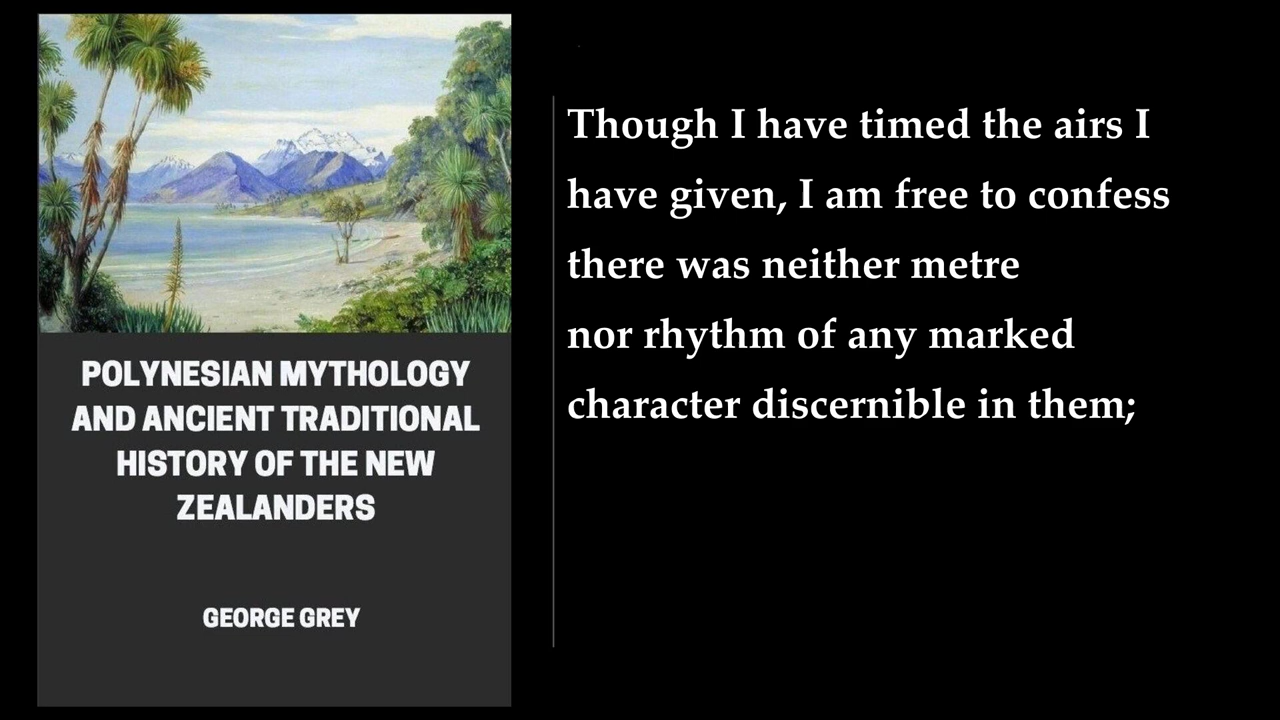 POLYNESIAN MYTHOLOGY
AND ANCIENT TRADITIONAL
HISTORY OF THE NEW
ZEALANDERS
GEORGE GREY
Though I have timed the airs I
have given, I am free to confess
there was neither metre
nor rhythm of any marked
character discernible in them;